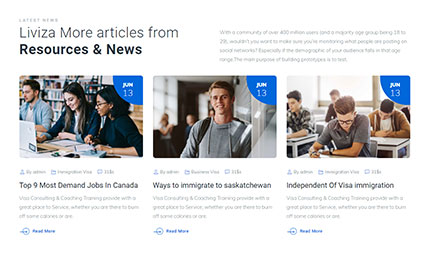 LATEST NEWS
Liviza More articles from
Resources & News
With a community of over 400 million users (and a majority age group being 18 to
29), wouldn't you want to make sure you're monitoring what people are posting on
social networks? Especially if the demographic of your audience falls in that age
range. The main purpose of building prototypes is to test.
JUN
13
JUN
13
JUN
13
By admin Immigration Visa
By admin Business Visa
By admin Immigration Visa
Top 9 Most Demand Jobs In Canada
Ways to immigrate to saskatchewan
Independent Of Visa immigration
Visa Consulting & Coaching Training provide with a
great place to Service, whether you are there to burn
off some calories or are
Visa Consulting & Coaching Training provide with a
great place to Service, whether you are there to burn
off some calories or are
Visa Consulting & Coaching Training provide with a
great place to Service, whether you are there to burn
off some calories or are
Read More
Read More
Read More